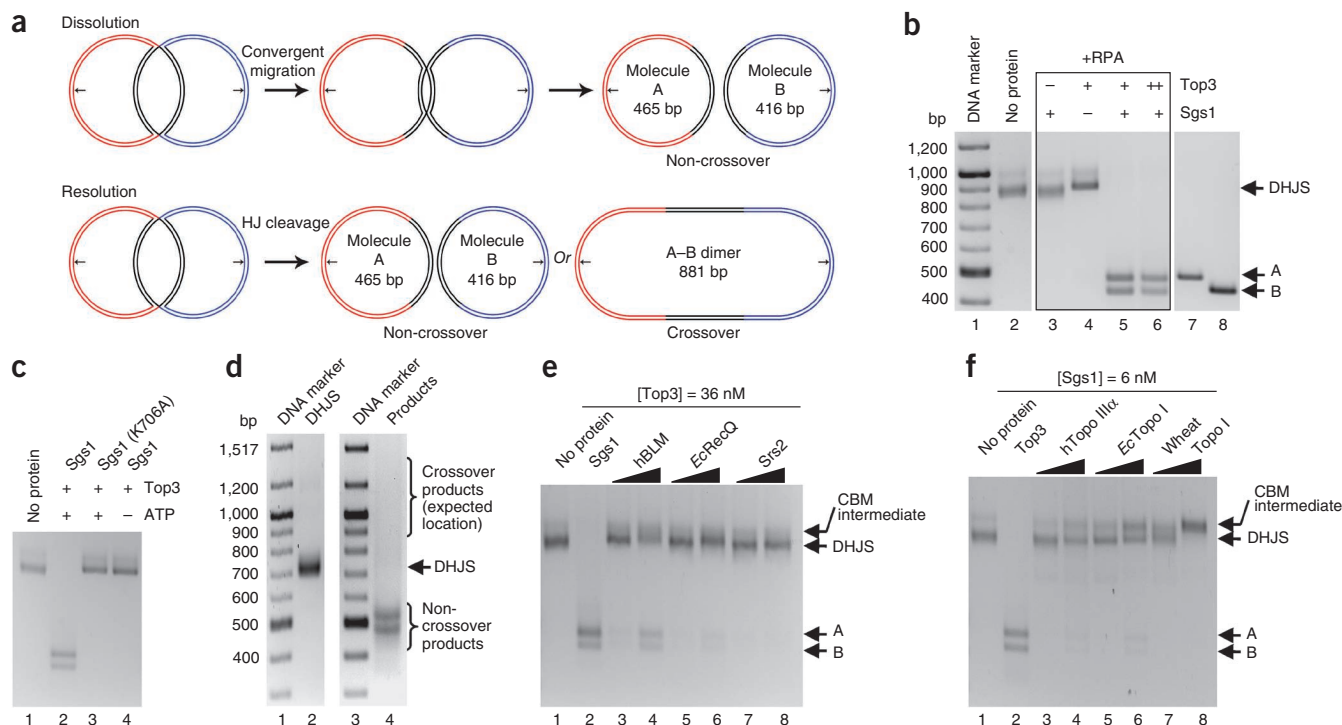 a
Dissolution
Convergent
migration
Molecule
A
465 bp
Molecule
B
416 bp
Non-crossover
Resolution
HJ cleavage
Molecule
A
465 bp
Molecule
B
416 bp
Or
A–B dimer
881 bp
Non-crossover
Crossover
b
DNA marker
No protein
+RPA
– + + ++ Top3
+ – + + Sgs1
bp
1,200
1,000
900
800
700
600
500
400
DHJS
A
B
1 2 3 4 5 6 7 8
c
No protein
Sgs1
Sgs1 (K706A)
Sgs1
+ + + Top3
+ + – ATP
1 2 3 4
d
DNA marker
DHJS
DNA marker
Products
bp
1,517
1,200
1,000
900
800
700
600
500
400
Crossover
products
(expected
location)
DHJS
Non-
crossover
products
1 2 3 4
e
[Top3] = 36 nM
No protein
Sgs1
hBLM
EcRecQ
Srs2
CBM
intermediate
DHJS
A
B
1 2 3 4 5 6 7 8
f
[Sgs1] = 6 nM
No protein
Top3
hTopo IIIα
EcTopo I
Wheat
Topo I
CBM
intermediate
DHJS
A
B
1 2 3 4 5 6 7 8